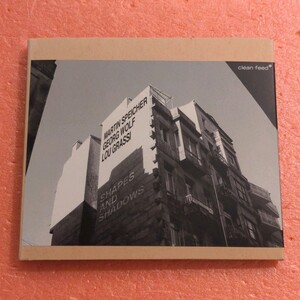 clean feed
MARTIN SPEICHER
GEORG WOLF
LOU GRASSI
SHAPES
AND
SHADOWS